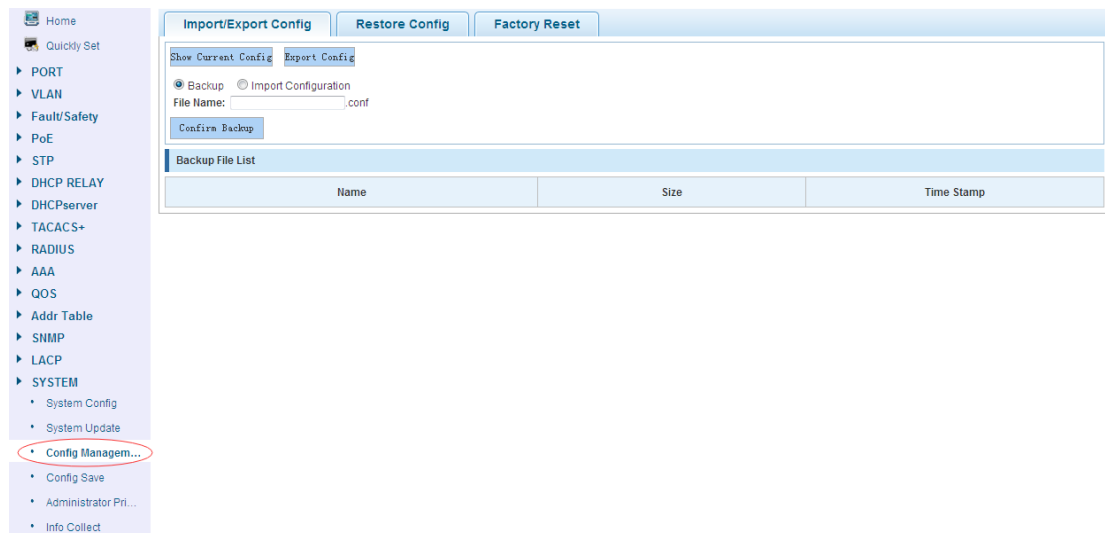 Home
Quickly Set
PORT
VLAN
Fault/Safety
PoE
STP
DHCP RELAY
DHCPserver
TACACS+
RADIUS
AAA
QOS
Addr Table
SNMP
LACP
SYSTEM
System Config
System Update
Config Managem...
Config Save
Administrator Pri...
Info Collect
Import/Export Config Restore Config Factory Reset
Show Current Config Export Config
Backup Import Configuration
File Name: .conf
Confirm Backup
Backup File List
Name Size Time Stamp